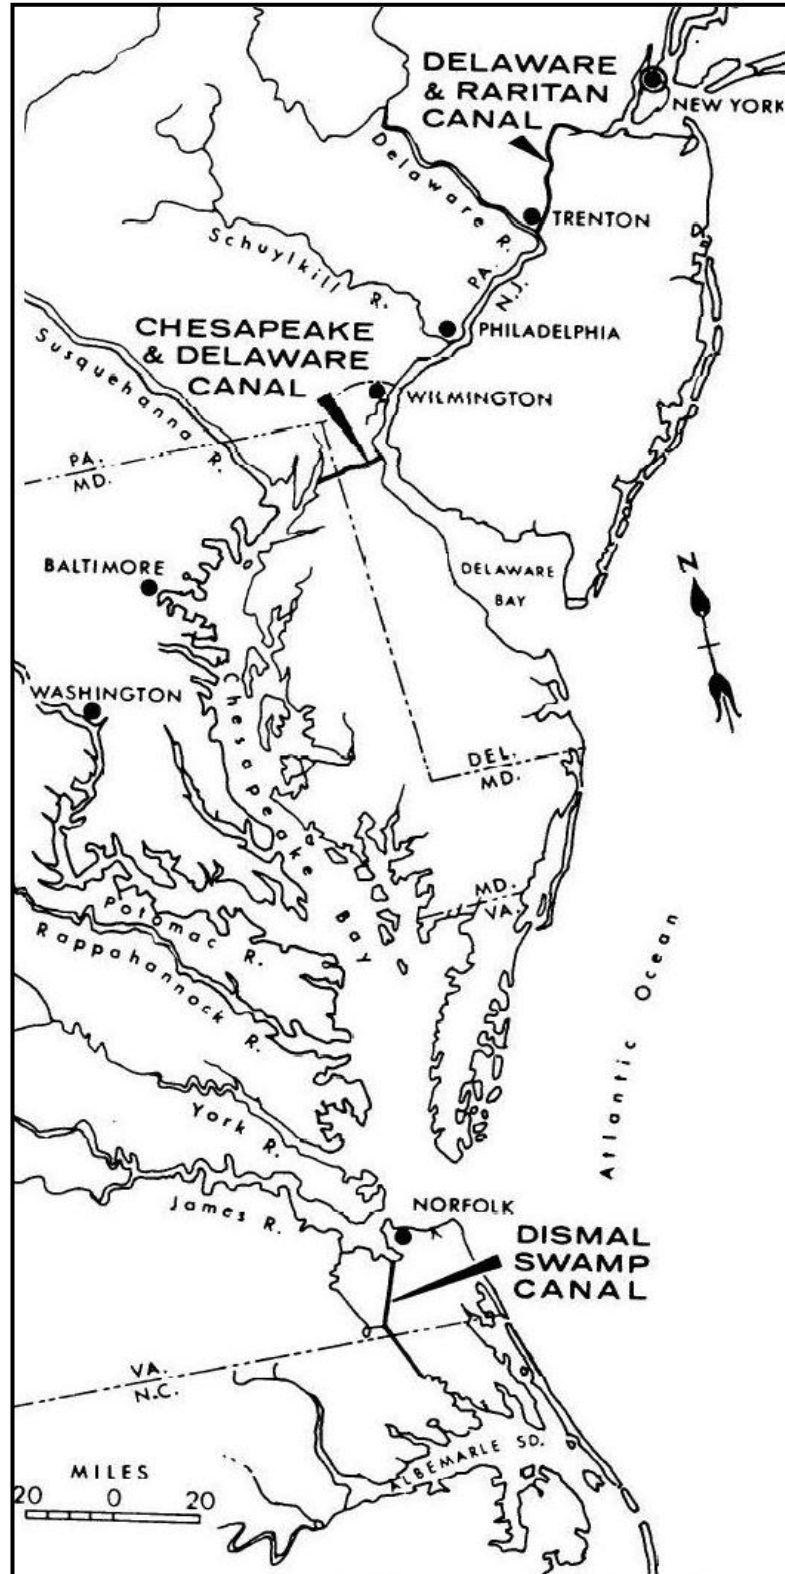 DELAWARE
& RARITAN
CANAL
NEW YORK
Delaware R.
TRENTON
Schuylkill R.
PA.
N.J.
PHILADELPHIA
CHESAPEAKE
& DELAWARE
CANAL
Susquehanna R.
WILMINGTON
PA.
MD.
BALTIMORE
DELAWARE
BAY
N
WASHINGTON
Chesapeake Bay
DEL.
MD.
MD.
VA.
Potomac R.
Rappahannock R.
Atlantic Ocean
York R.
James R.
NORFOLK
DISMAL
SWAMP
CANAL
VA.
N.C.
ALBEMARLE SD.
MILES
20 0 20